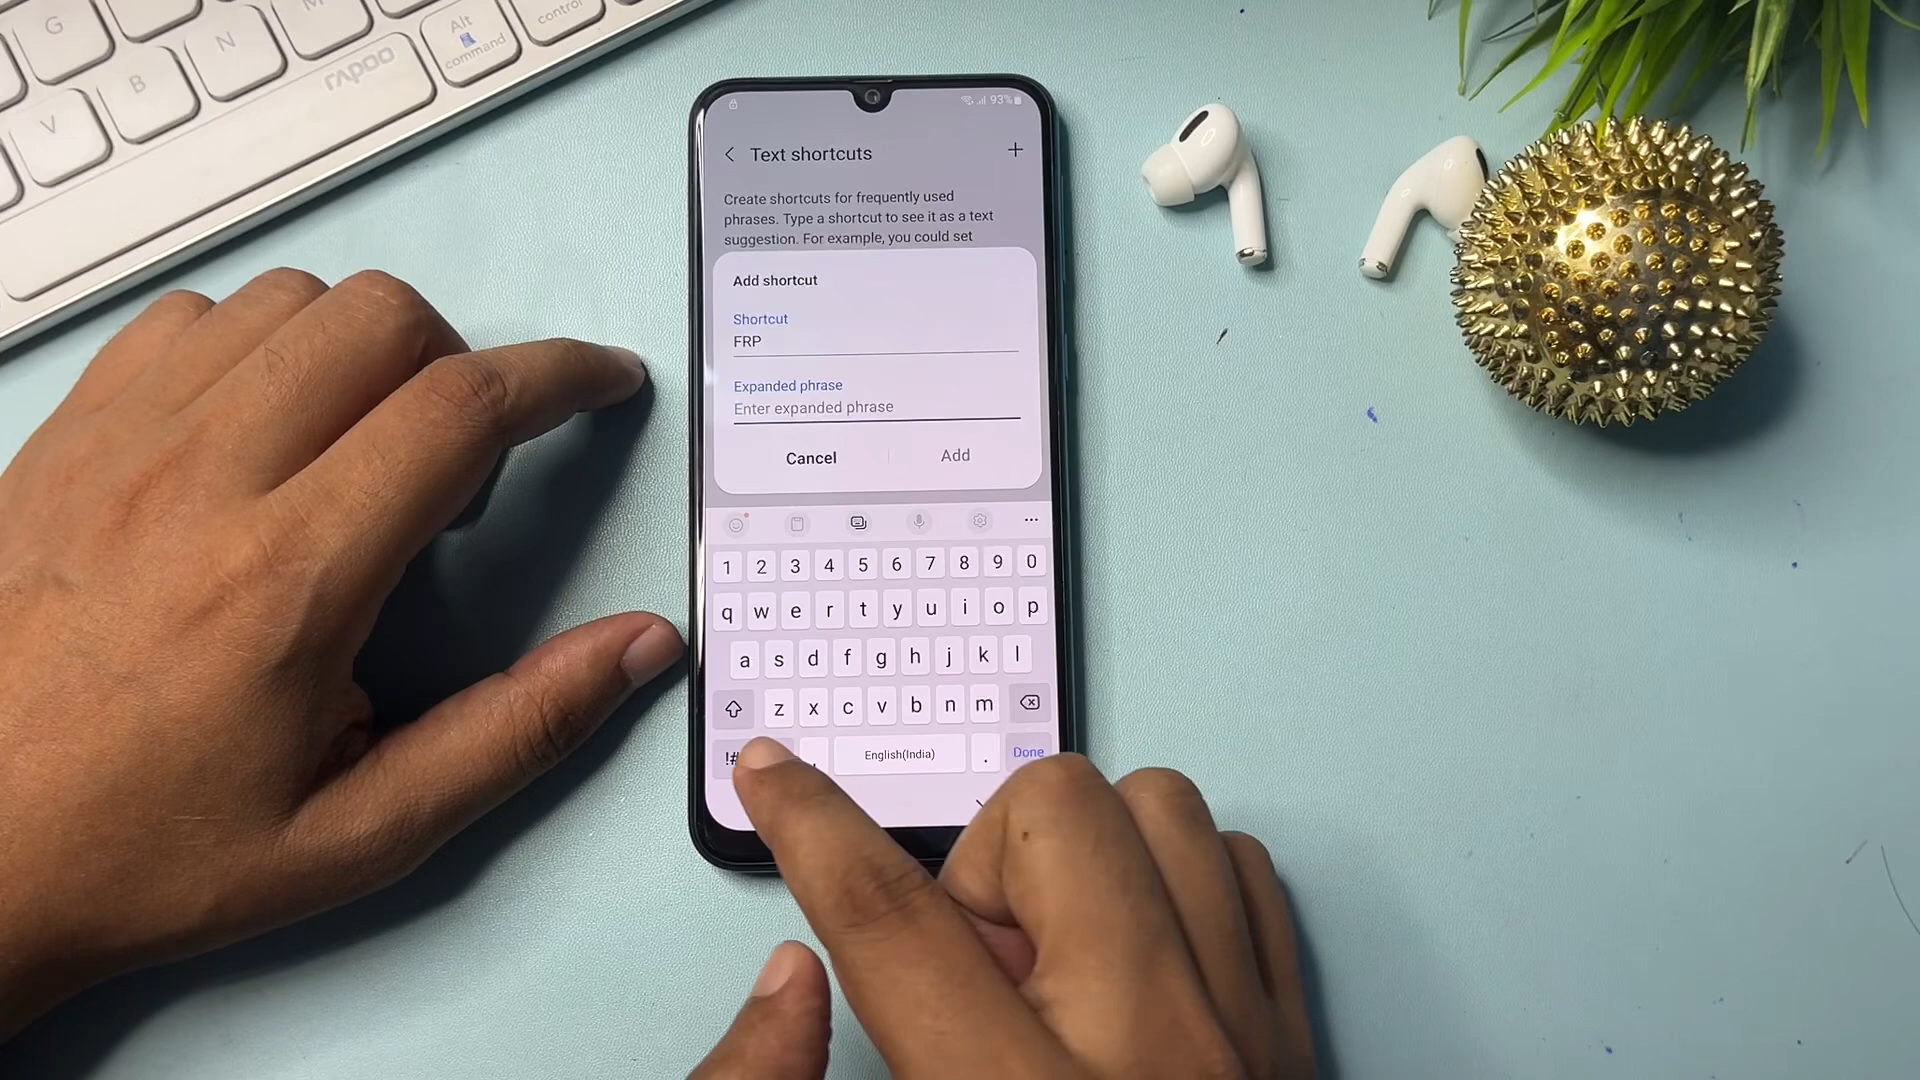 G
M
Alt
command
control
N
B
V
rapoo
93%
Text shortcuts
+
Create shortcuts for frequently used
phrases. Type a shortcut to see it as a text
suggestion. For example, you could set
Add shortcut
Shortcut
FRP
Expanded phrase
Enter expanded phrase
Cancel
Add
1 2 3 4 5 6 7 8 9 0
q w e r t y u i o p
a s d f g h j k l
z x c v b n m
!#
,
English(India)
.
Done